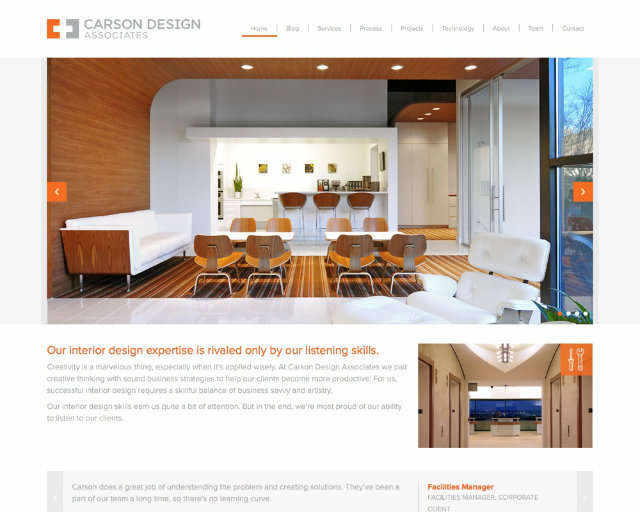 CARSON DESIGN
ASSOCIATES
Home Blog Services Process Projects Technology About Team Contact
Our interior design expertise is rivaled only by our listening skills.
Creativity is a marvelous thing, especially when it's applied wisely. At Carson Design Associates we pair
creative thinking with sound business strategies to help our clients become more productive. For us,
successful interior design requires a skillful balance of business savvy and artistry.
Our interior design skills earn us quite a bit of attention. But in the end, we're most proud of our ability
to listen to our clients.
Carson does a great job of understanding the problem and creating solutions. They've been a
part of our team a long time, so there's no learning curve.
Facilities Manager
FACILITIES MANAGER, CORPORATE
CLIENT